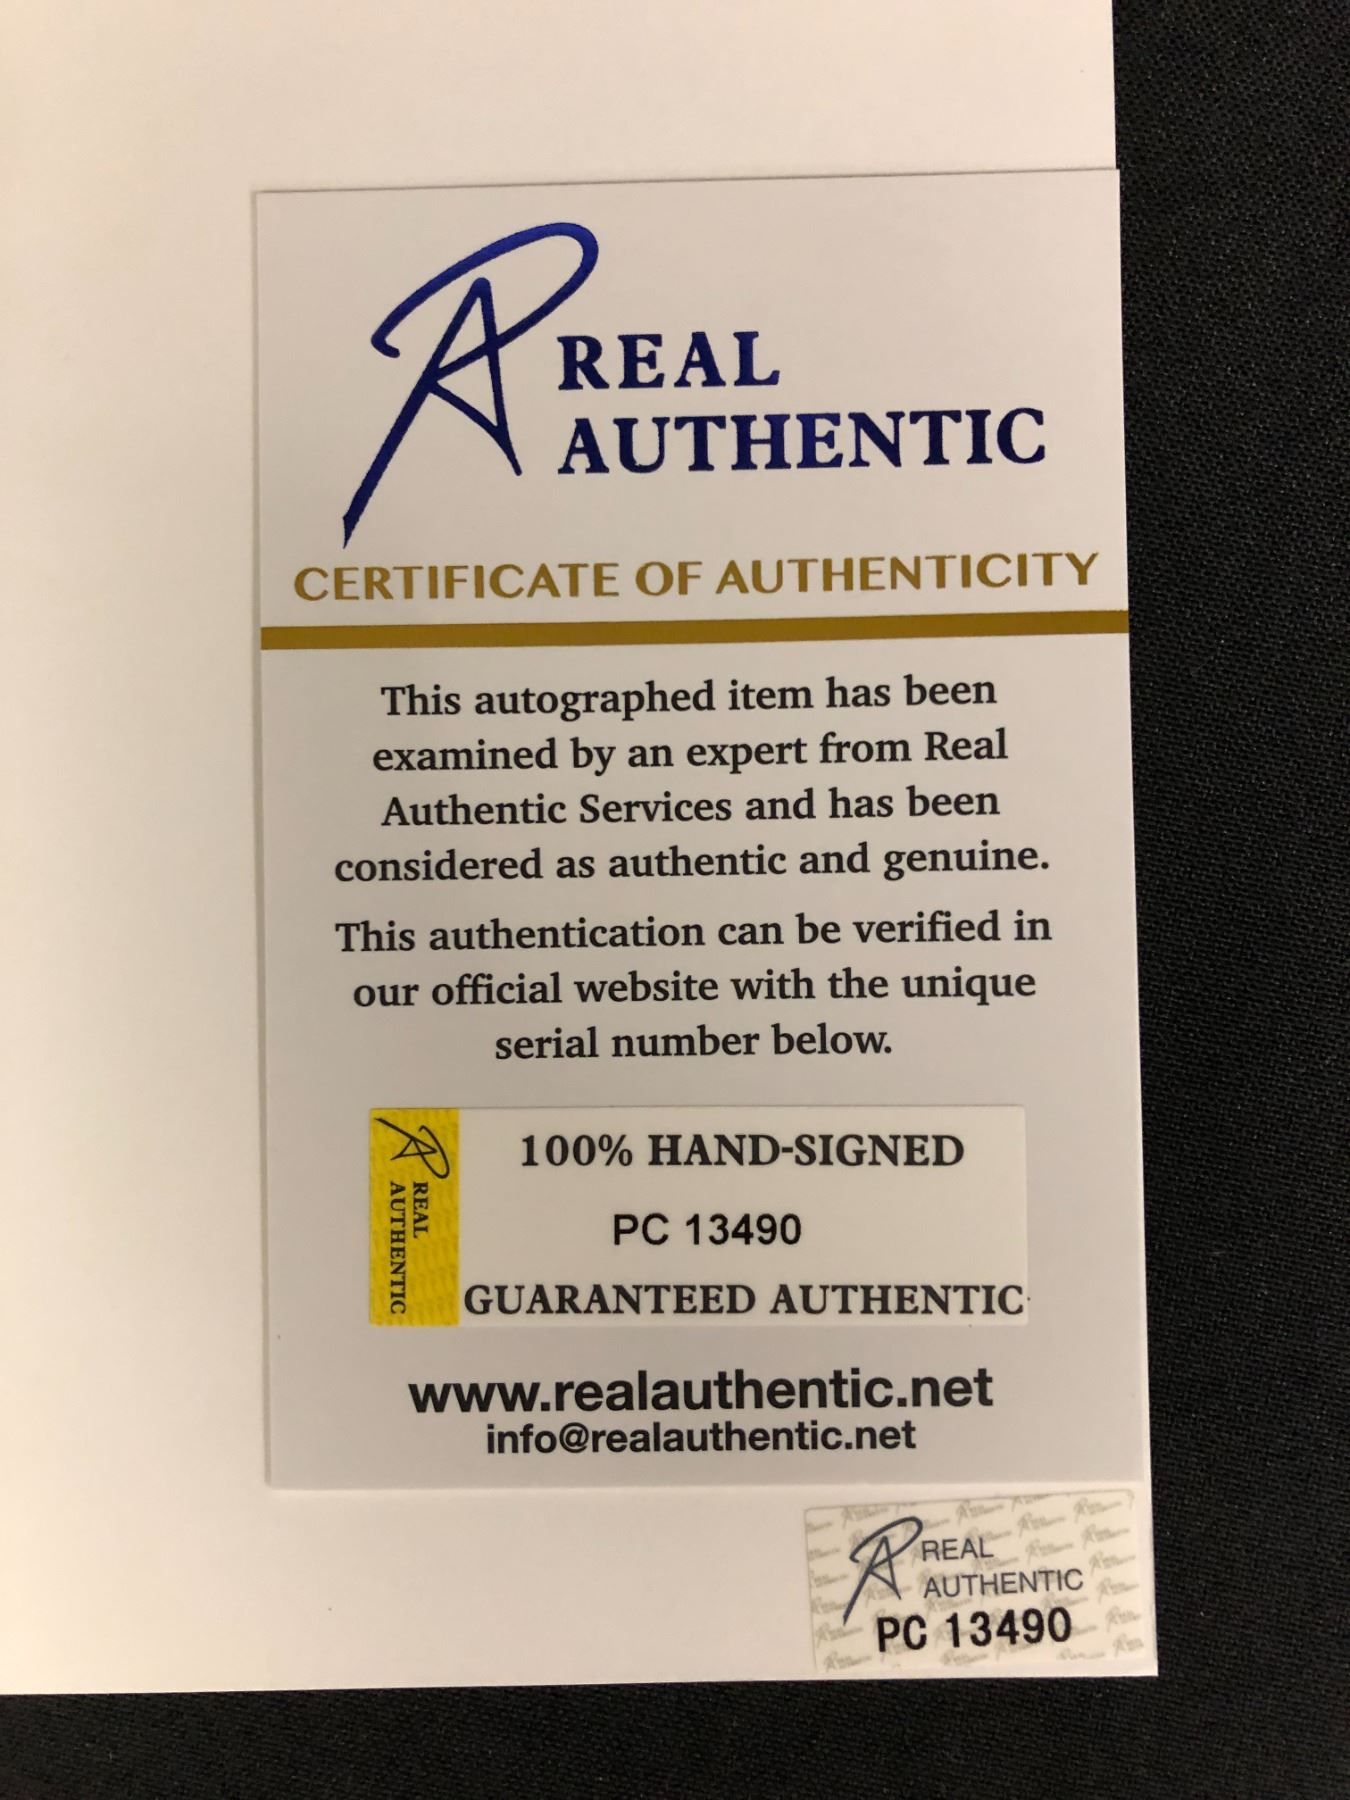 REAL
AUTHENTIC
CERTIFICATE OF AUTHENTICITY
This autographed item has been
examined by an expert from Real
Authentic Services and has been
considered as authentic and genuine.
This authentication can be verified in
our official website with the unique
serial number below.
REAL
AUTHENTIC
100% HAND-SIGNED
PC 13490
GUARANTEED AUTHENTIC
www.realauthentic.net
info@realauthentic.net
REAL
AUTHENTIC
PC 13490